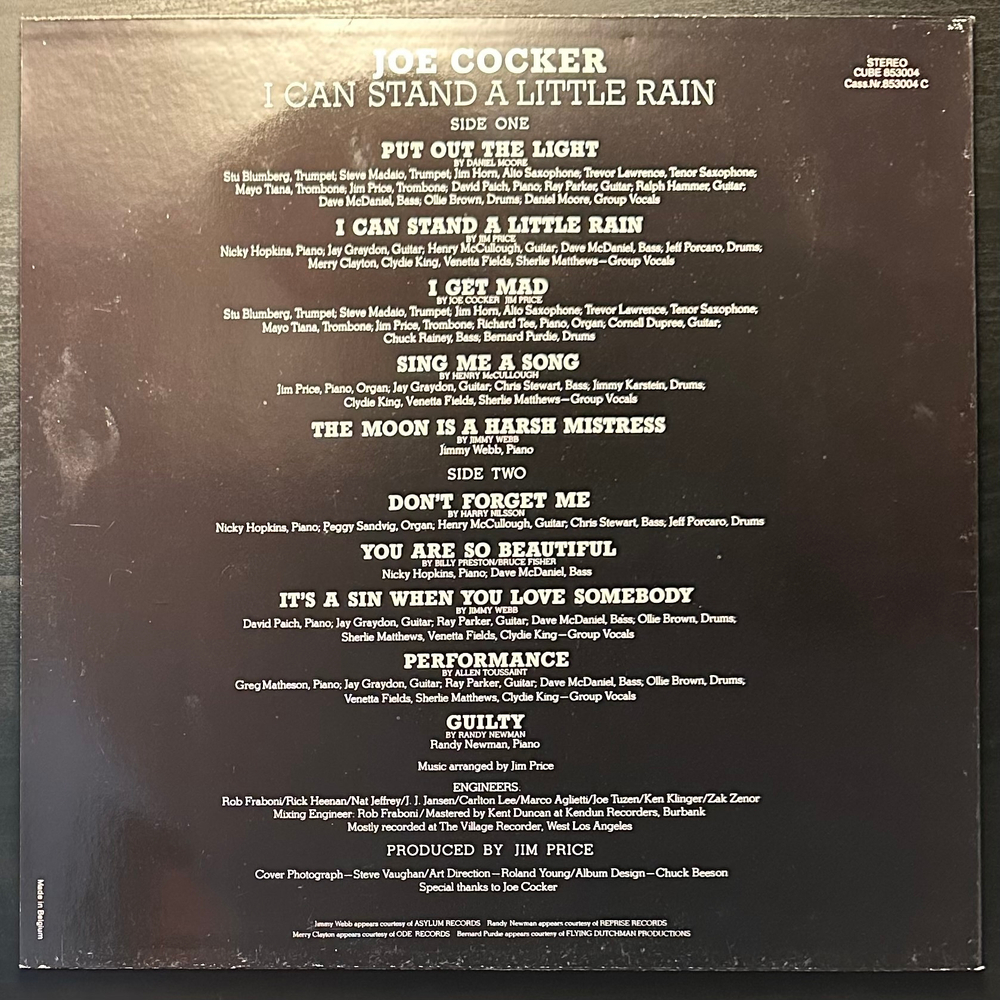 JOE COCKER
I CAN STAND A LITTLE RAIN
STEREO
CUBE 853004
Cass.Nr.853004 C
SIDE ONE
PUT OUT THE LIGHT
BY DANIEL MOORE
Stu Blumberg, Trumpet; Steve Madaio, Trumpet; Jim Horn, Alto Saxophone; Trevor Lawrence, Tenor Saxophone;
Mayo Tiana, Trombone; Jim Price, Trombone; David Paich, Piano; Ray Parker, Guitar; Ralph Hammer, Guitar;
Dave McDaniel, Bass; Ollie Brown, Drums; Daniel Moore, Group Vocals
I CAN STAND A LITTLE RAIN
BY JIM PRICE
Nicky Hopkins, Piano; Jay Graydon, Guitar; Henry McCullough, Guitar; Dave McDaniel, Bass; Jeff Porcaro, Drums;
Merry Clayton, Clydie King, Venetta Fields, Sherlie Matthews—Group Vocals
I GET MAD
BY JOE COCKER JIM PRICE
Stu Blumberg, Trumpet; Steve Madaio, Trumpet; Jim Horn, Alto Saxophone; Trevor Lawrence, Tenor Saxophone;
Mayo Tiana, Trombone; Jim Price, Trombone; Richard Tee, Piano, Organ; Cornell Dupree, Guitar;
Chuck Rainey, Bass; Bernard Purdie, Drums
SING ME A SONG
BY HENRY McCULLOUGH
Jim Price, Piano, Organ; Jay Graydon, Guitar; Chris Stewart, Bass; Jimmy Karstein, Drums;
Clydie King, Venetta Fields, Sherlie Matthews—Group Vocals
THE MOON IS A HARSH MISTRESS
BY JIMMY WEBB
Jimmy Webb, Piano
SIDE TWO
DON'T FORGET ME
BY HARRY NILSSON
Nicky Hopkins, Piano; Peggy Sandvig, Organ; Henry McCullough, Guitar; Chris Stewart, Bass; Jeff Porcaro, Drums
YOU ARE SO BEAUTIFUL
BY BILLY PRESTON/BRUCE FISHER
Nicky Hopkins, Piano; Dave McDaniel, Bass
IT'S A SIN WHEN YOU LOVE SOMEBODY
BY JIMMY WEBB
David Paich, Piano; Jay Graydon, Guitar; Ray Parker, Guitar; Dave McDaniel, Bass; Ollie Brown, Drums;
Sherlie Matthews, Venetta Fields, Clydie King—Group Vocals
PERFORMANCE
BY ALLEN TOUSSAINT
Greg Matheson, Piano; Jay Graydon, Guitar; Ray Parker, Guitar; Dave McDaniel, Bass; Ollie Brown, Drums;
Venetta Fields, Sherlie Matthews, Clydie King—Group Vocals
GUILTY
BY RANDY NEWMAN
Randy Newman, Piano
Music arranged by Jim Price
ENGINEERS:
Rob Fraboni/Rick Heenan/Nat Jeffrey/J. J. Jansen/Carlton Lee/Marco Aglietti/Joe Tuzen/Ken Klinger/Zak Zenor
Mixing Engineer: Rob Fraboni/Mastered by Kent Duncan at Kendun Recorders, Burbank
Mostly recorded at The Village Recorder, West Los Angeles
PRODUCED BY JIM PRICE
Cover Photograph—Steve Vaughan/Art Direction—Roland Young/Album Design—Chuck Beeson
Special thanks to Joe Cocker
Jimmy Webb appears courtesy of ASYLUM RECORDS Randy Newman appears courtesy of REPRISE RECORDS
Merry Clayton appears courtesy of ODE RECORDS Bernard Purdie appears courtesy of FLYING DUTCHMAN PRODUCTIONS
Made in Belgium